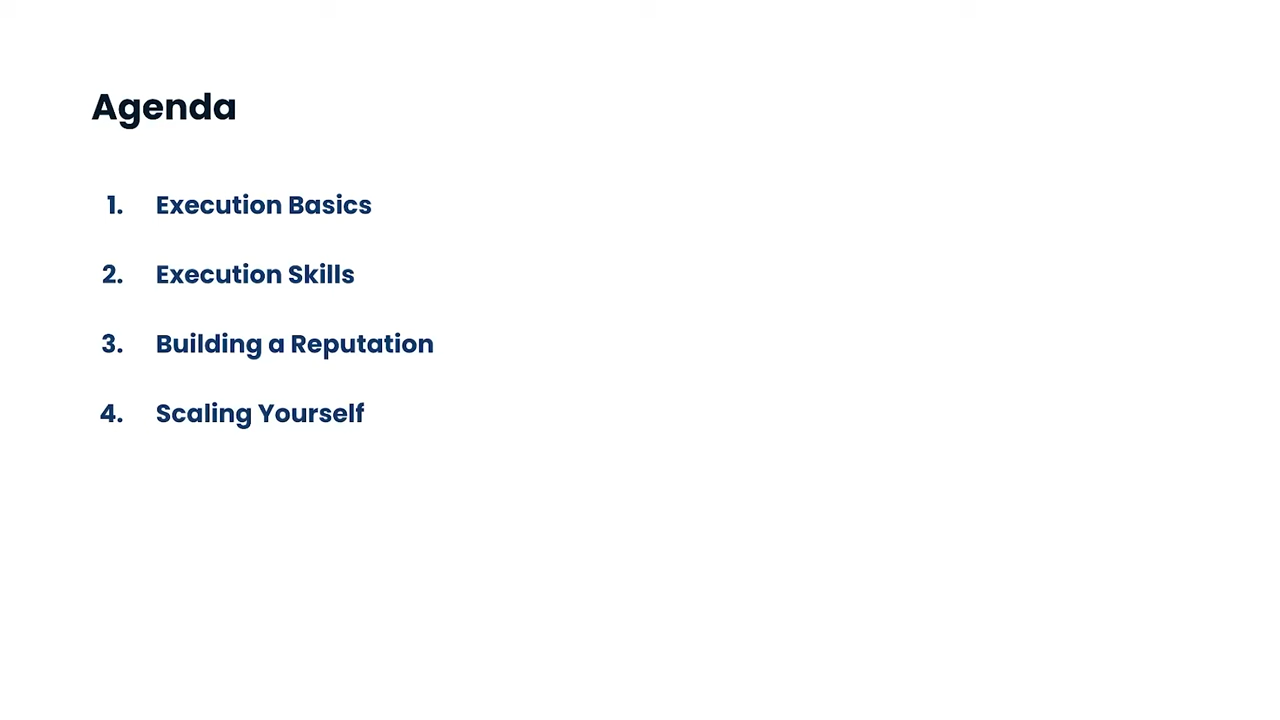 Agenda
1. Execution Basics
2. Execution Skills
3. Building a Reputation
4. Scaling Yourself